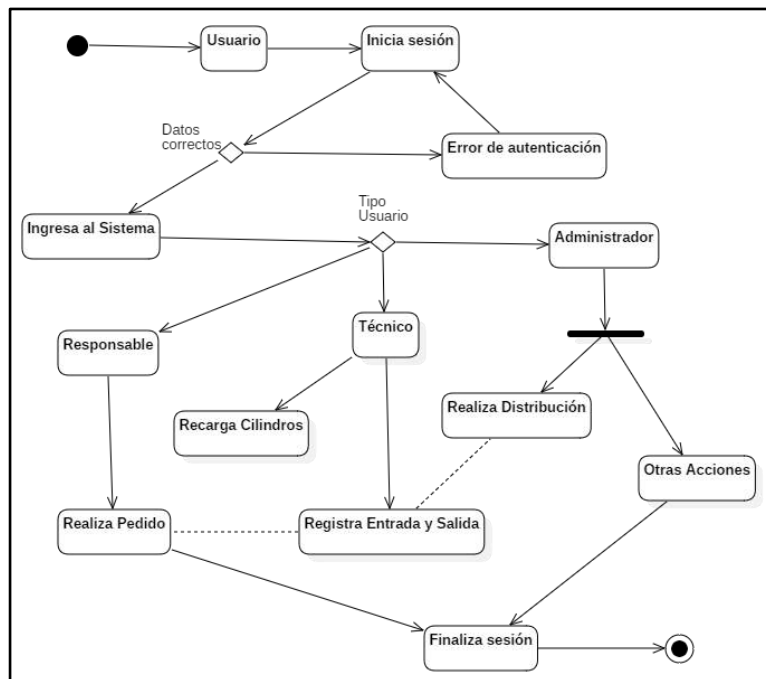 Usuario
Inicia sesión
Datos
correctos
Error de autenticación
Tipo
Usuario
Ingresa al Sistema
Administrador
Técnico
Responsable
Realiza Distribución
Recarga Cilindros
Otras Acciones
Realiza Pedido
Registra Entrada y Salida
Finaliza sesión